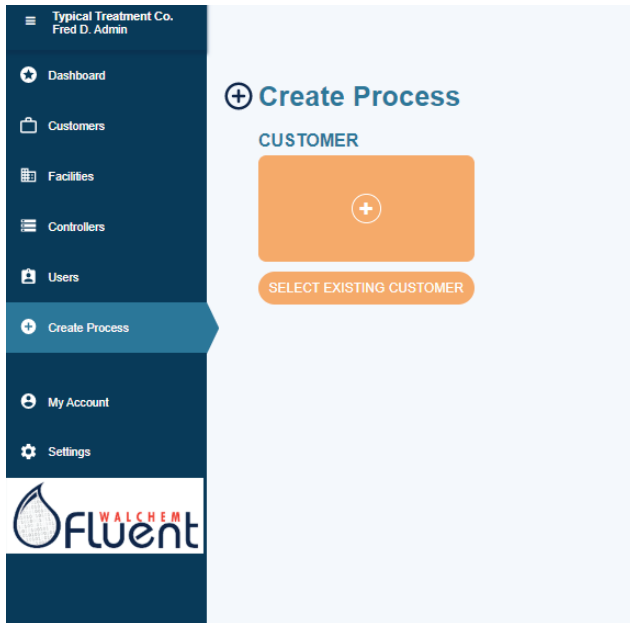 Typical Treatment Co.
Fred D. Admin
Dashboard
Customers
Facilities
Controllers
Users
Create Process
My Account
Settings
WALCHEM
Fluent
Create Process
CUSTOMER
SELECT EXISTING CUSTOMER